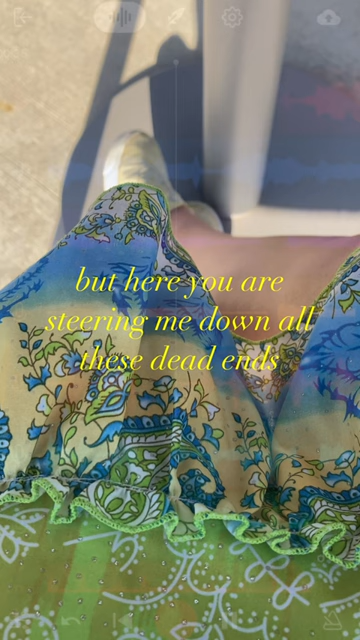 but here you are
steering me down all
these dead ends